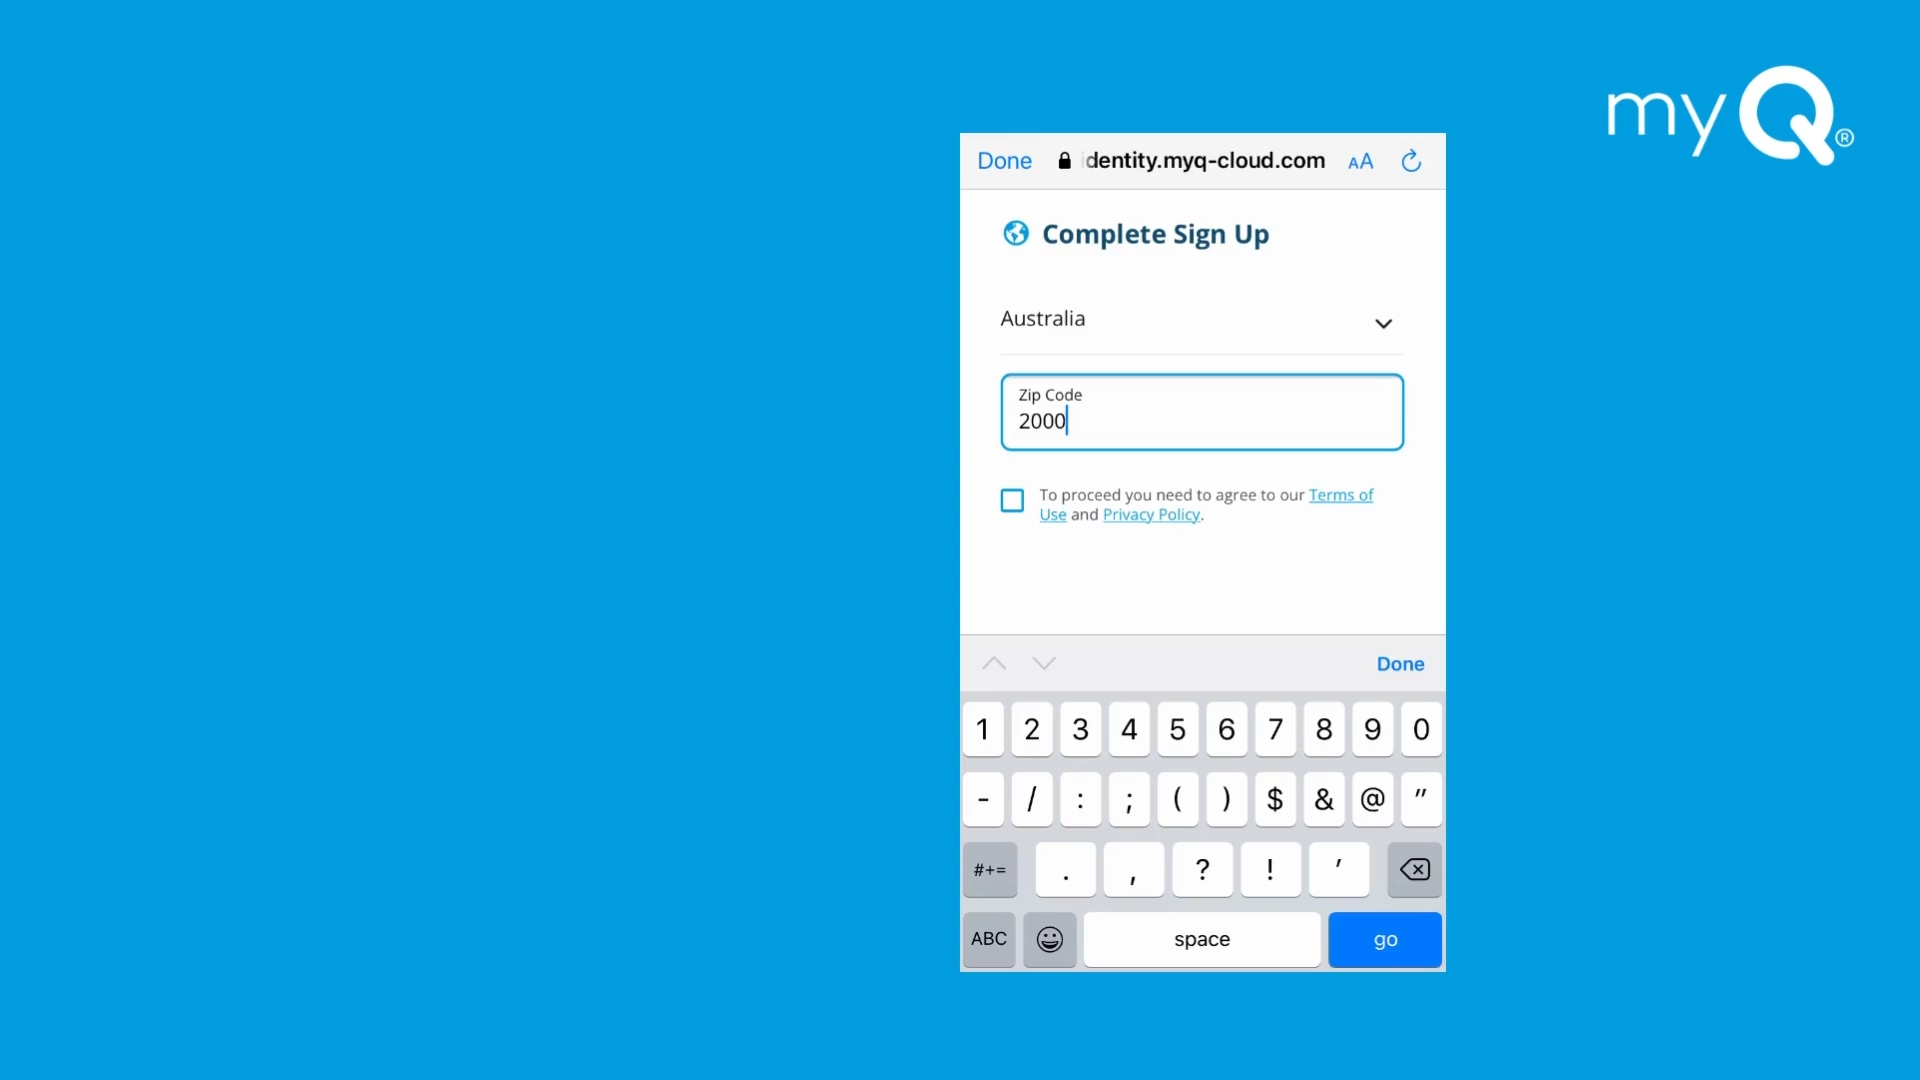 myQ®
Done identity.myq-cloud.com AA
Complete Sign Up
Australia
Zip Code
2000
To proceed you need to agree to our Terms of
Use and Privacy Policy.
Done
1 2 3 4 5 6 7 8 9 0
- / : ; ( ) $ & @ "
#+= . , ? ! '
ABC space go